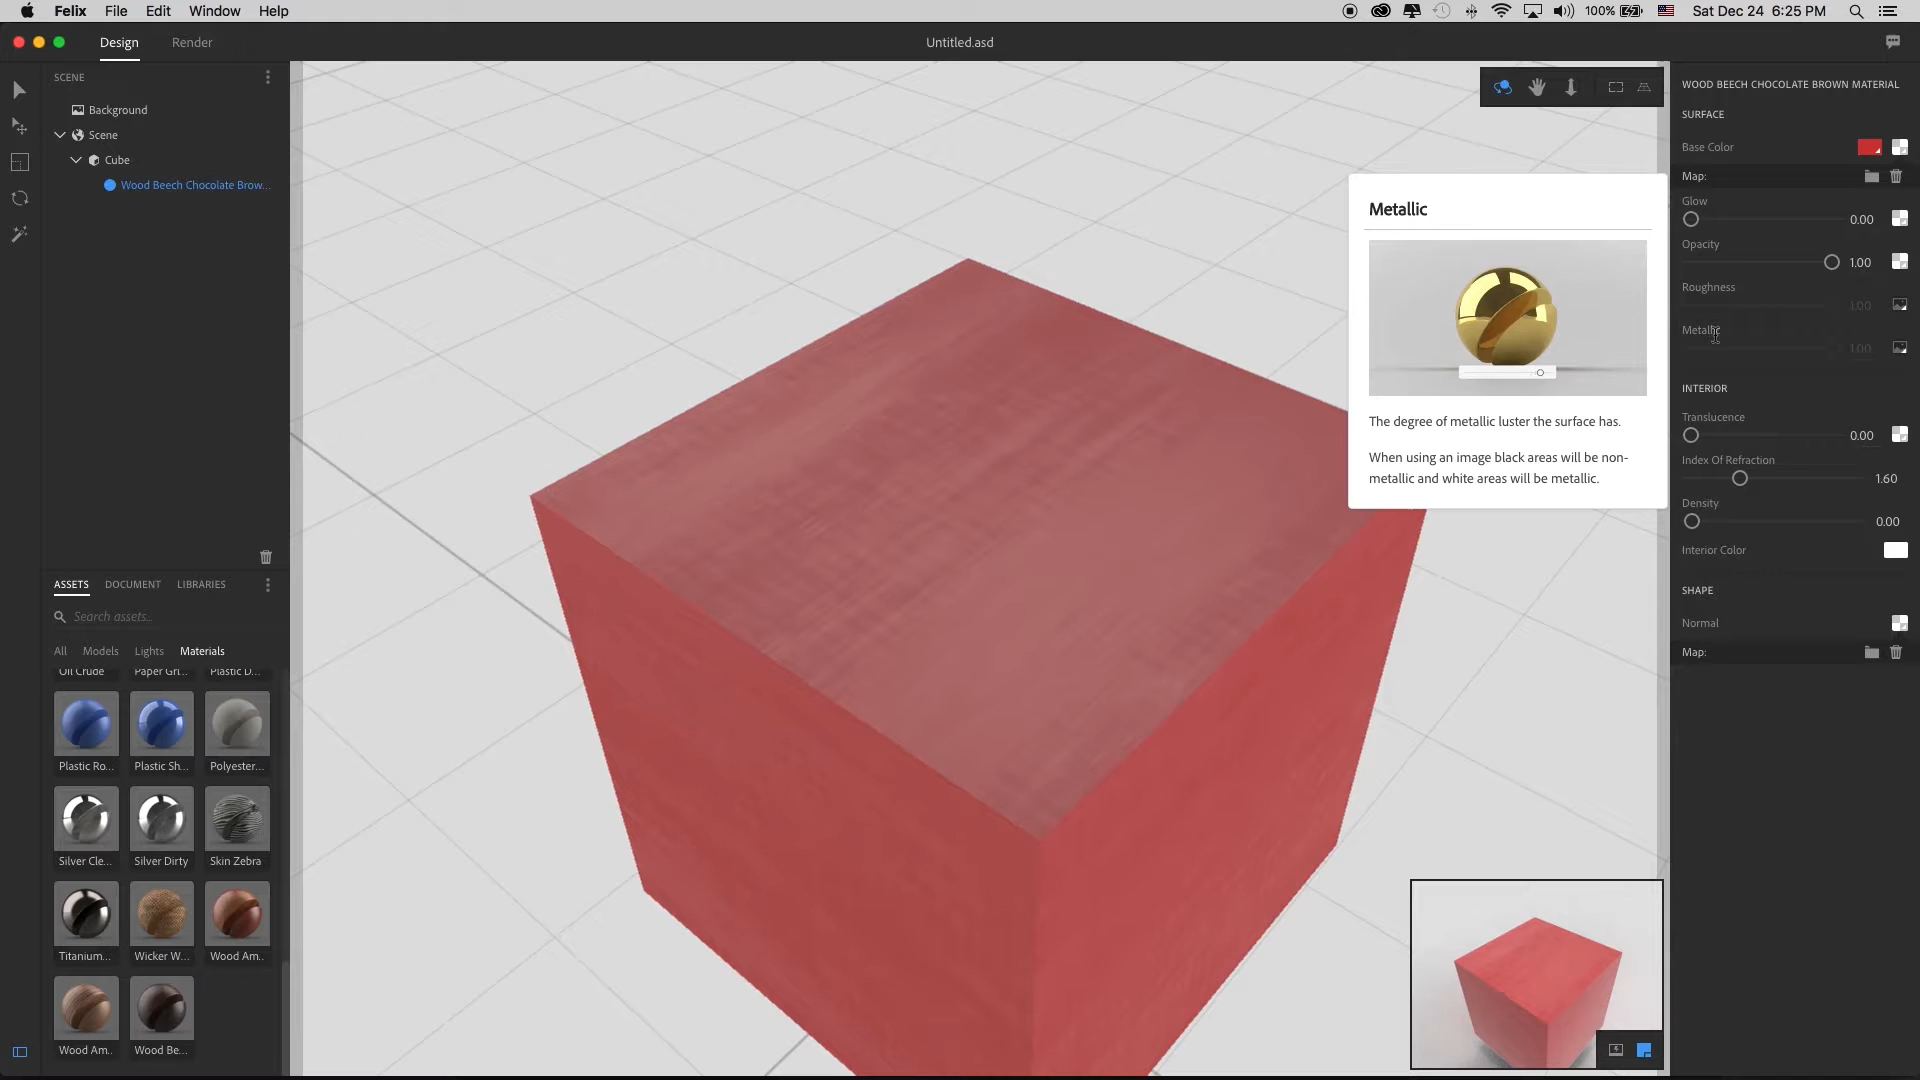 Felix File Edit Window Help
100% Sat Dec 24 6:25 PM
Design Render
Untitled.asd
SCENE
Background
Scene
Cube
Wood Beech Chocolate Brow...
ASSETS DOCUMENT LIBRARIES
Search assets...
All Models Lights Materials
Oil Crude Paper Gri... Plastic D...
Plastic Ro... Plastic Sh... Polyester...
Silver Cle... Silver Dirty Skin Zebra
Titanium... Wicker W... Wood Am..
Wood Am.. Wood Be...
Metallic
The degree of metallic luster the surface has.
When using an image black areas will be non-
metallic and white areas will be metallic.
WOOD BEECH CHOCOLATE BROWN MATERIAL
SURFACE
Base Color
Map:
Glow
0.00
Opacity
1.00
Roughness
1.00
Metallic
1.00
INTERIOR
Translucence
0.00
Index Of Refraction
1.60
Density
0.00
Interior Color
SHAPE
Normal
Map: